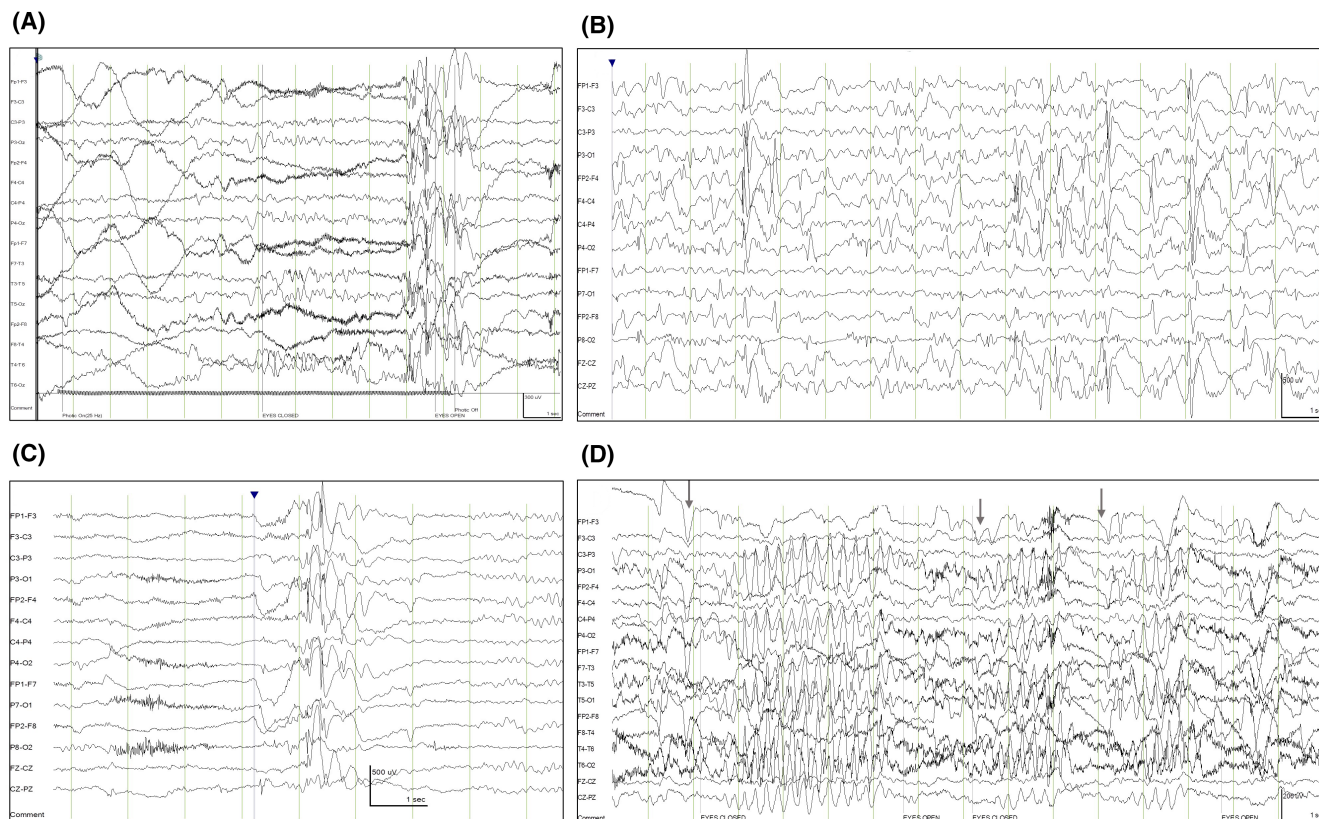 (A)
Fp1-F3
F3-C3
C3-P3
P3-Oz
Fp2-F4
F4-C4
C4-P4
P4-Oz
Fp1-F7
F7-T3
T3-T5
T5-Oz
Fp2-F8
F8-T4
T4-T6
T6-Oz
Comment
Photic On(25 Hz)
EYES CLOSED
EYES OPEN
Photic Off
300 uV
1 sec
(B)
FP1-F3
F3-C3
C3-P3
P3-O1
FP2-F4
F4-C4
C4-P4
P4-O2
FP1-F7
P7-O1
FP2-F8
P8-O2
FZ-CZ
CZ-PZ
Comment
500 uV
1 se
(C)
FP1-F3
F3-C3
C3-P3
P3-O1
FP2-F4
F4-C4
C4-P4
P4-O2
FP1-F7
P7-O1
FP2-F8
P8-O2
FZ-CZ
CZ-PZ
Comment
500 uV
1 sec
(D)
FP1-F3
F3-C3
C3-P3
P3-O1
FP2-F4
F4-C4
C4-P4
P4-O2
FP1-F7
F7-T3
T3-T5
T5-O1
FP2-F8
F8-T4
T4-T6
T6-O2
FZ-CZ
CZ-PZ
Comment
EYES CLOSED
EYES OPEN
EYES CLOSED
EYES OPEN
200 uV
1 s